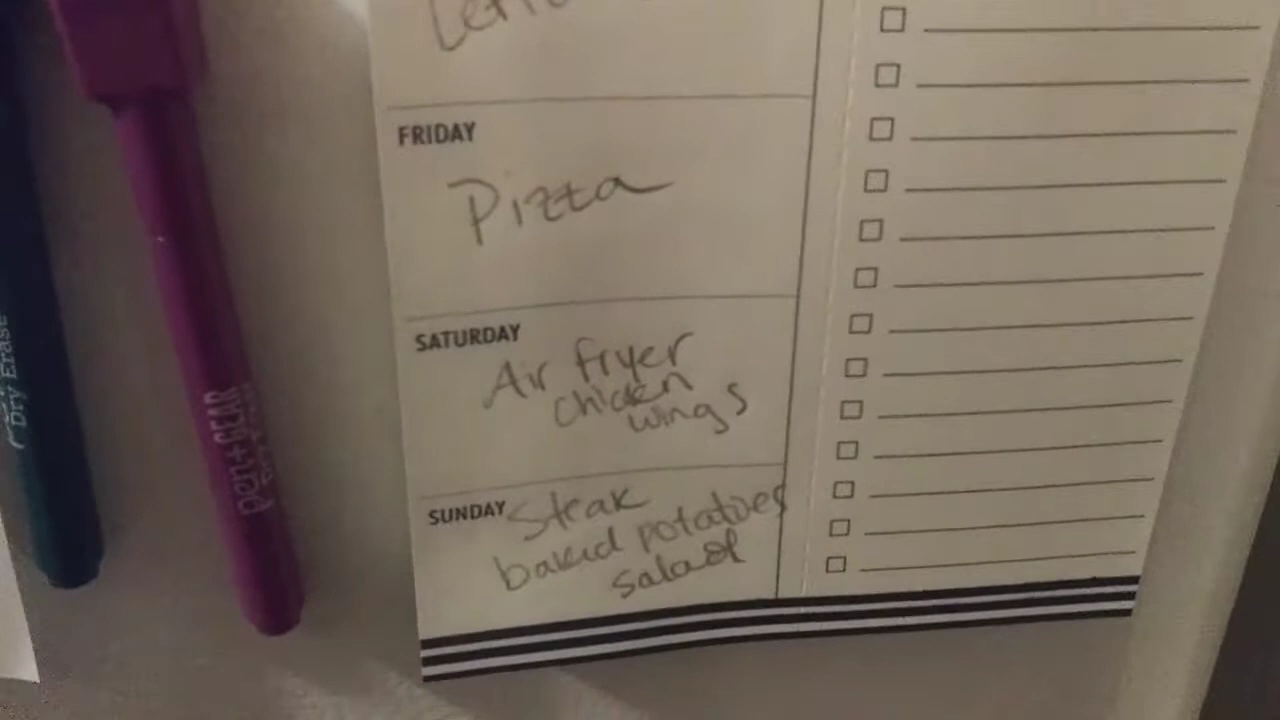 FRIDAY
Pizza
SATURDAY
Air fryer
chicken
wings
SUNDAY Steak
baked potatoes
salad
Dry Erase
pen+GEAR